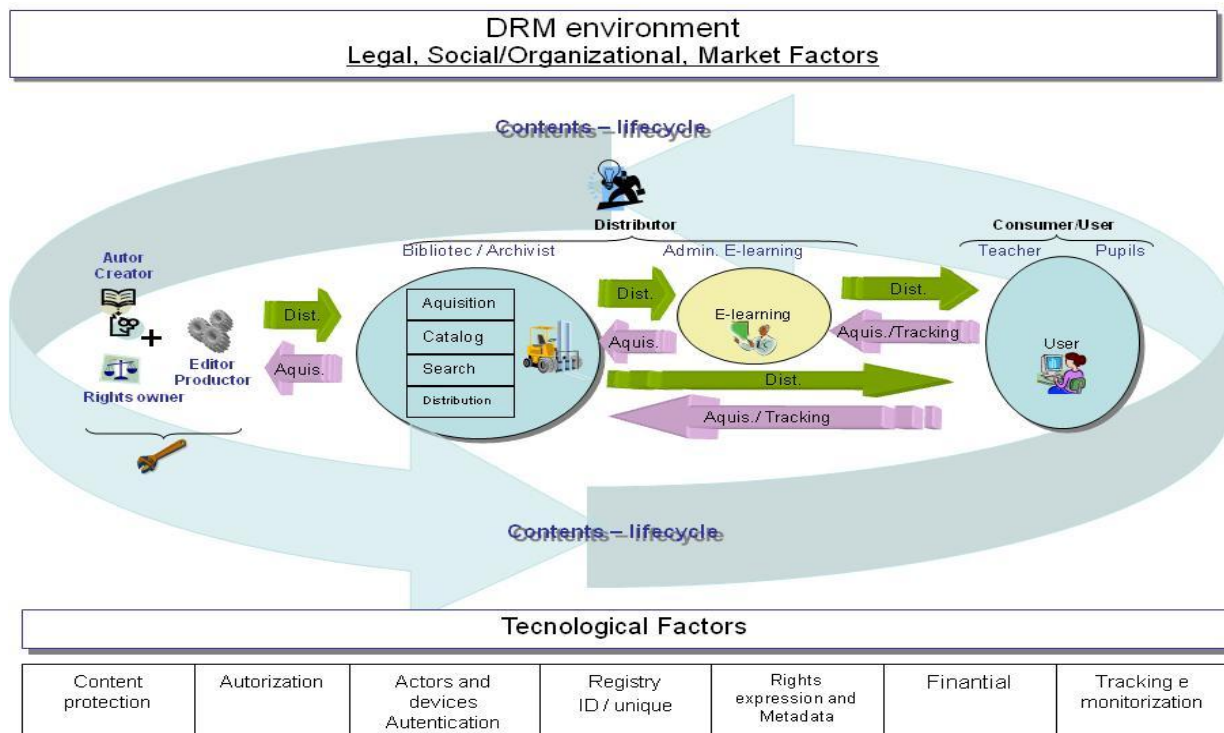 DRM environment
Legal, Social/Organizational, Market Factors
Contents – lifecycle
Distributor
Consumer/User
Bibliotec / Archivist
Admin. E-learning
Teacher
Pupils
Autor
Creator
+
Editor
Productor
Rights owner
Dist.
Aquis.
Aquisition
Catalog
Search
Distribution
Dist.
Aquis.
E-learning
Dist.
Aquis./Tracking
Dist.
Aquis./ Tracking
User
Contents – lifecycle
Tecnological Factors
Content
protection
Autorization
Actors and
devices
Autentication
Registry
ID / unique
Rights
expression and
Metadata
Finantial
Tracking e
monitorization